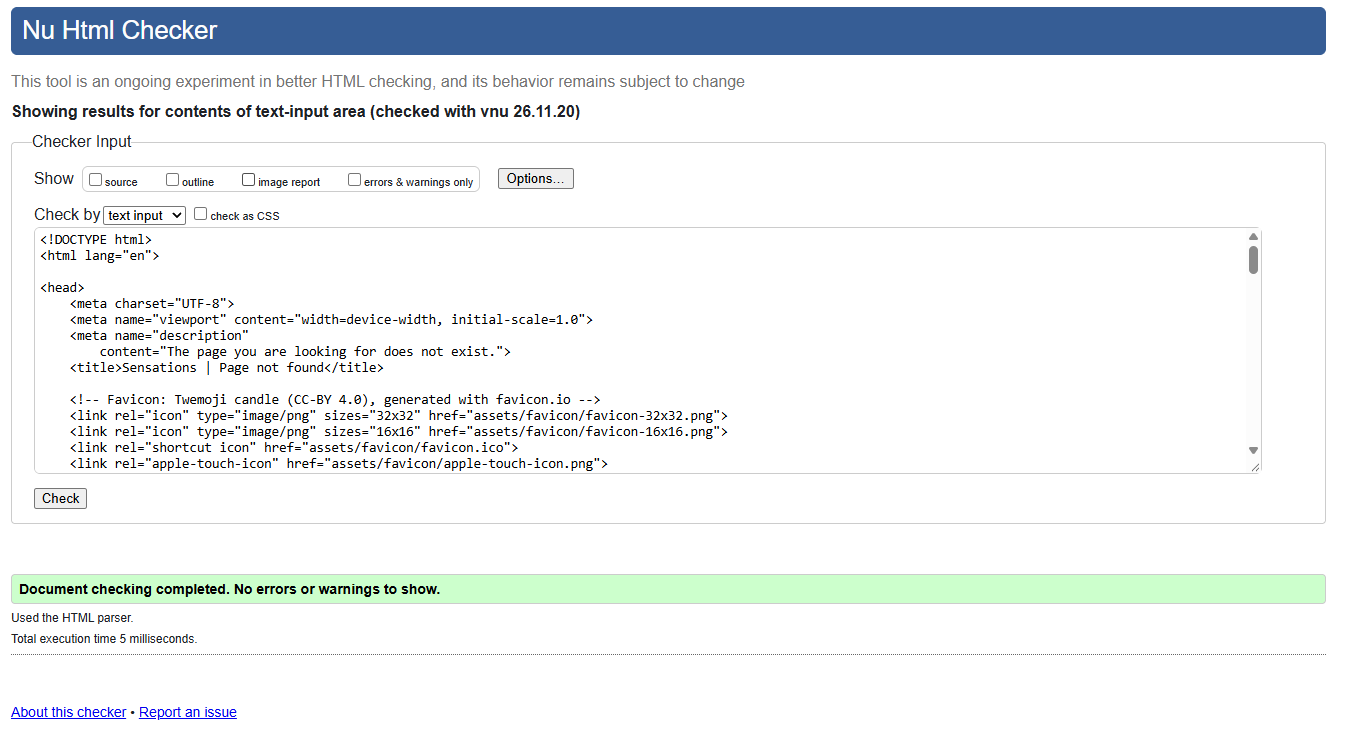 Nu Html Checker
This tool is an ongoing experiment in better HTML checking, and its behavior remains subject to change
Showing results for contents of text-input area (checked with vnu 26.11.20)
Checker Input
Show source outline image report errors & warnings only Options...
Check by text input check as CSS
<!DOCTYPE html>
<html lang="en">
<head>
<meta charset="UTF-8">
<meta name="viewport" content="width=device-width, initial-scale=1.0">
<meta name="description"
content="The page you are looking for does not exist.">
<title>Sensations | Page not found</title>
<!-- Favicon: Twemoji candle (CC-BY 4.0), generated with favicon.io -->
<link rel="icon" type="image/png" sizes="32x32" href="assets/favicon/favicon-32x32.png">
<link rel="icon" type="image/png" sizes="16x16" href="assets/favicon/favicon-16x16.png">
<link rel="shortcut icon" href="assets/favicon/favicon.ico">
<link rel="apple-touch-icon" href="assets/favicon/apple-touch-icon.png">
Check
Document checking completed. No errors or warnings to show.
Used the HTML parser.
Total execution time 5 milliseconds.
About this checker • Report an issue